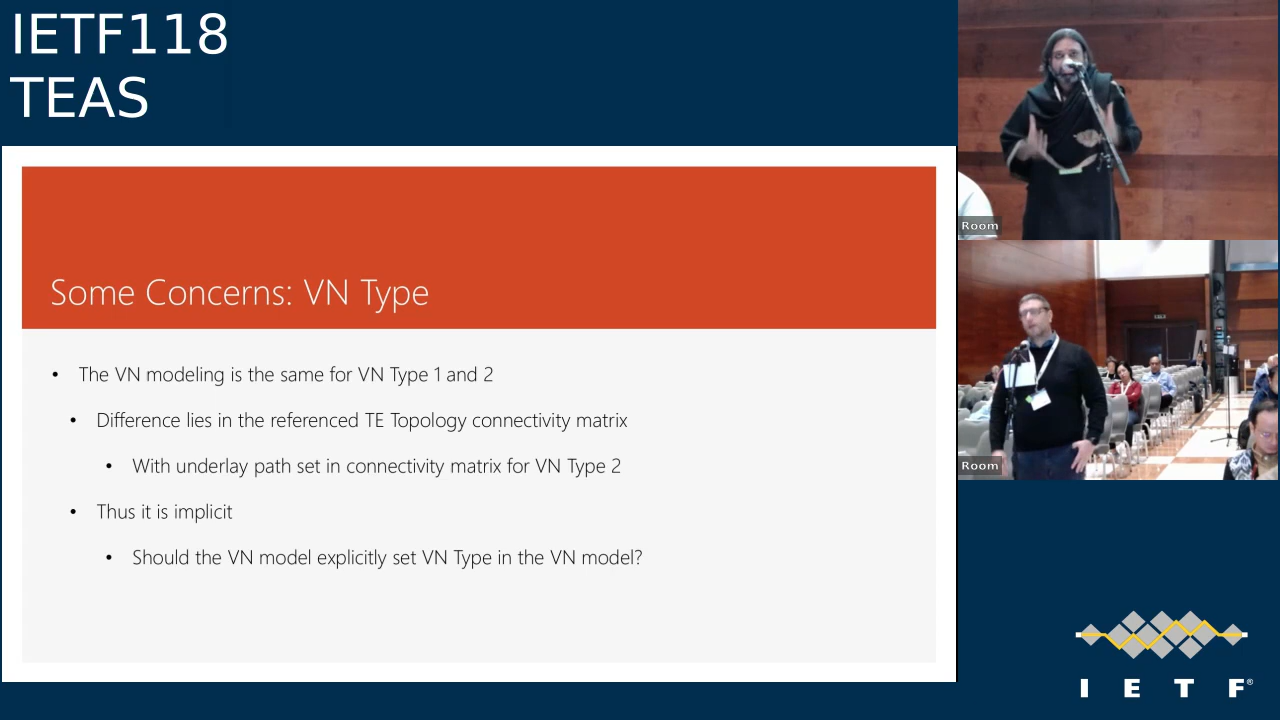 IETF118
TEAS
Some Concerns: VN Type
• The VN modeling is the same for VN Type 1 and 2
• Difference lies in the referenced TE Topology connectivity matrix
• With underlay path set in connectivity matrix for VN Type 2
• Thus it is implicit
• Should the VN model explicitly set VN Type in the VN model?
Room
Room
I E T F®